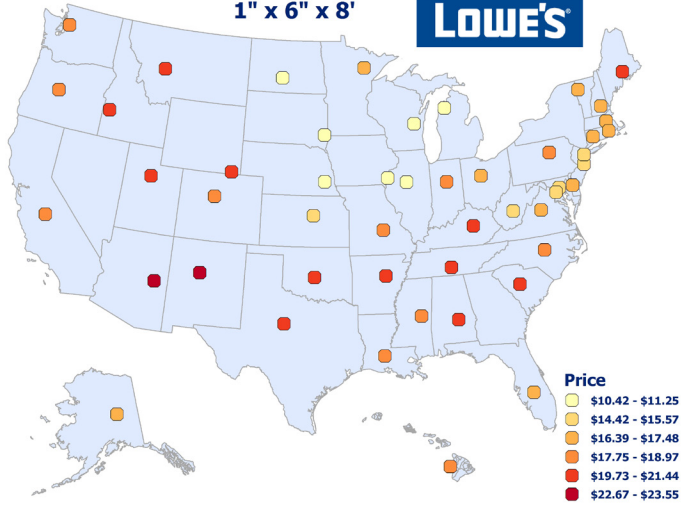 1" x 6" x 8'
LOWE'S
Price
$10.42 - $11.25
$14.42 - $15.57
$16.39 - $17.48
$17.75 - $18.97
$19.73 - $21.44
$22.67 - $23.55